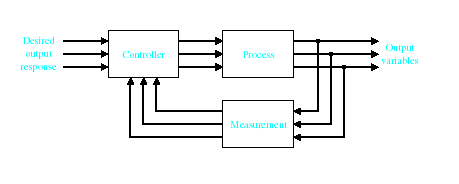 Desired
output
response
Controller
Process
Output
variables
Measurement